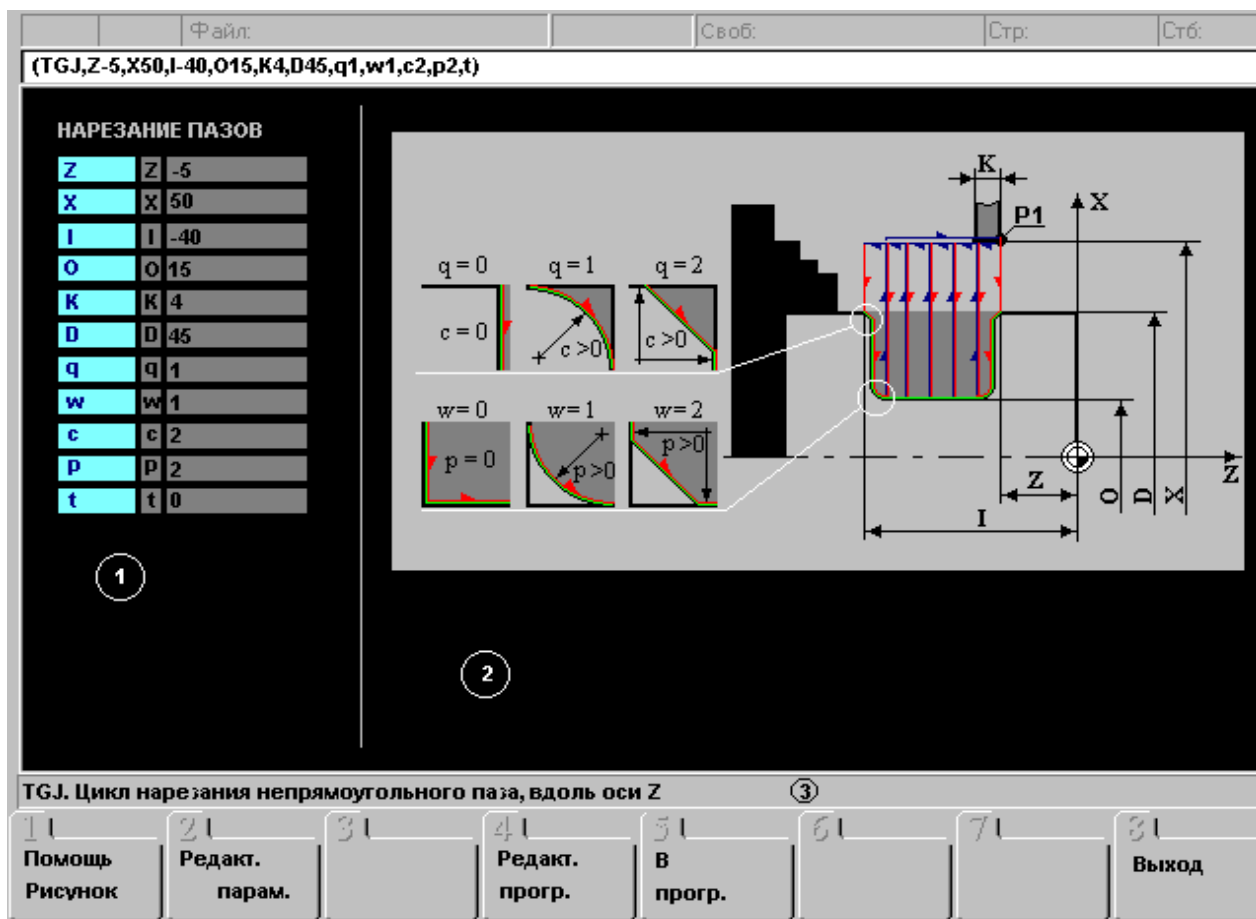 Файл: Своб: Стр: Стб:
(TGJ,Z-5,X50,I-40,O15,K4,D45,q1,w1,c2,p2,t)
НАРЕЗАНИЕ ПАЗОВ
Z Z -5
X X 50
I I -40
O O 15
K K 4
D D 45
q q 1
w w 1
c c 2
p p 2
t t 0
1
K
X
P1
q = 0 q = 1 q = 2
c = 0 c >0 c >0
w= 0 w= 1 w= 2
p = 0 p >0 p >0
Z
Z
I
O
D
X
2
TGJ. Цикл нарезания непрямоугольного паза, вдоль оси Z 3
1 2 3 4 5 6 7 8
Помощь Редакт. Редакт. В Выход
Рисунок парам. прогр. прогр.